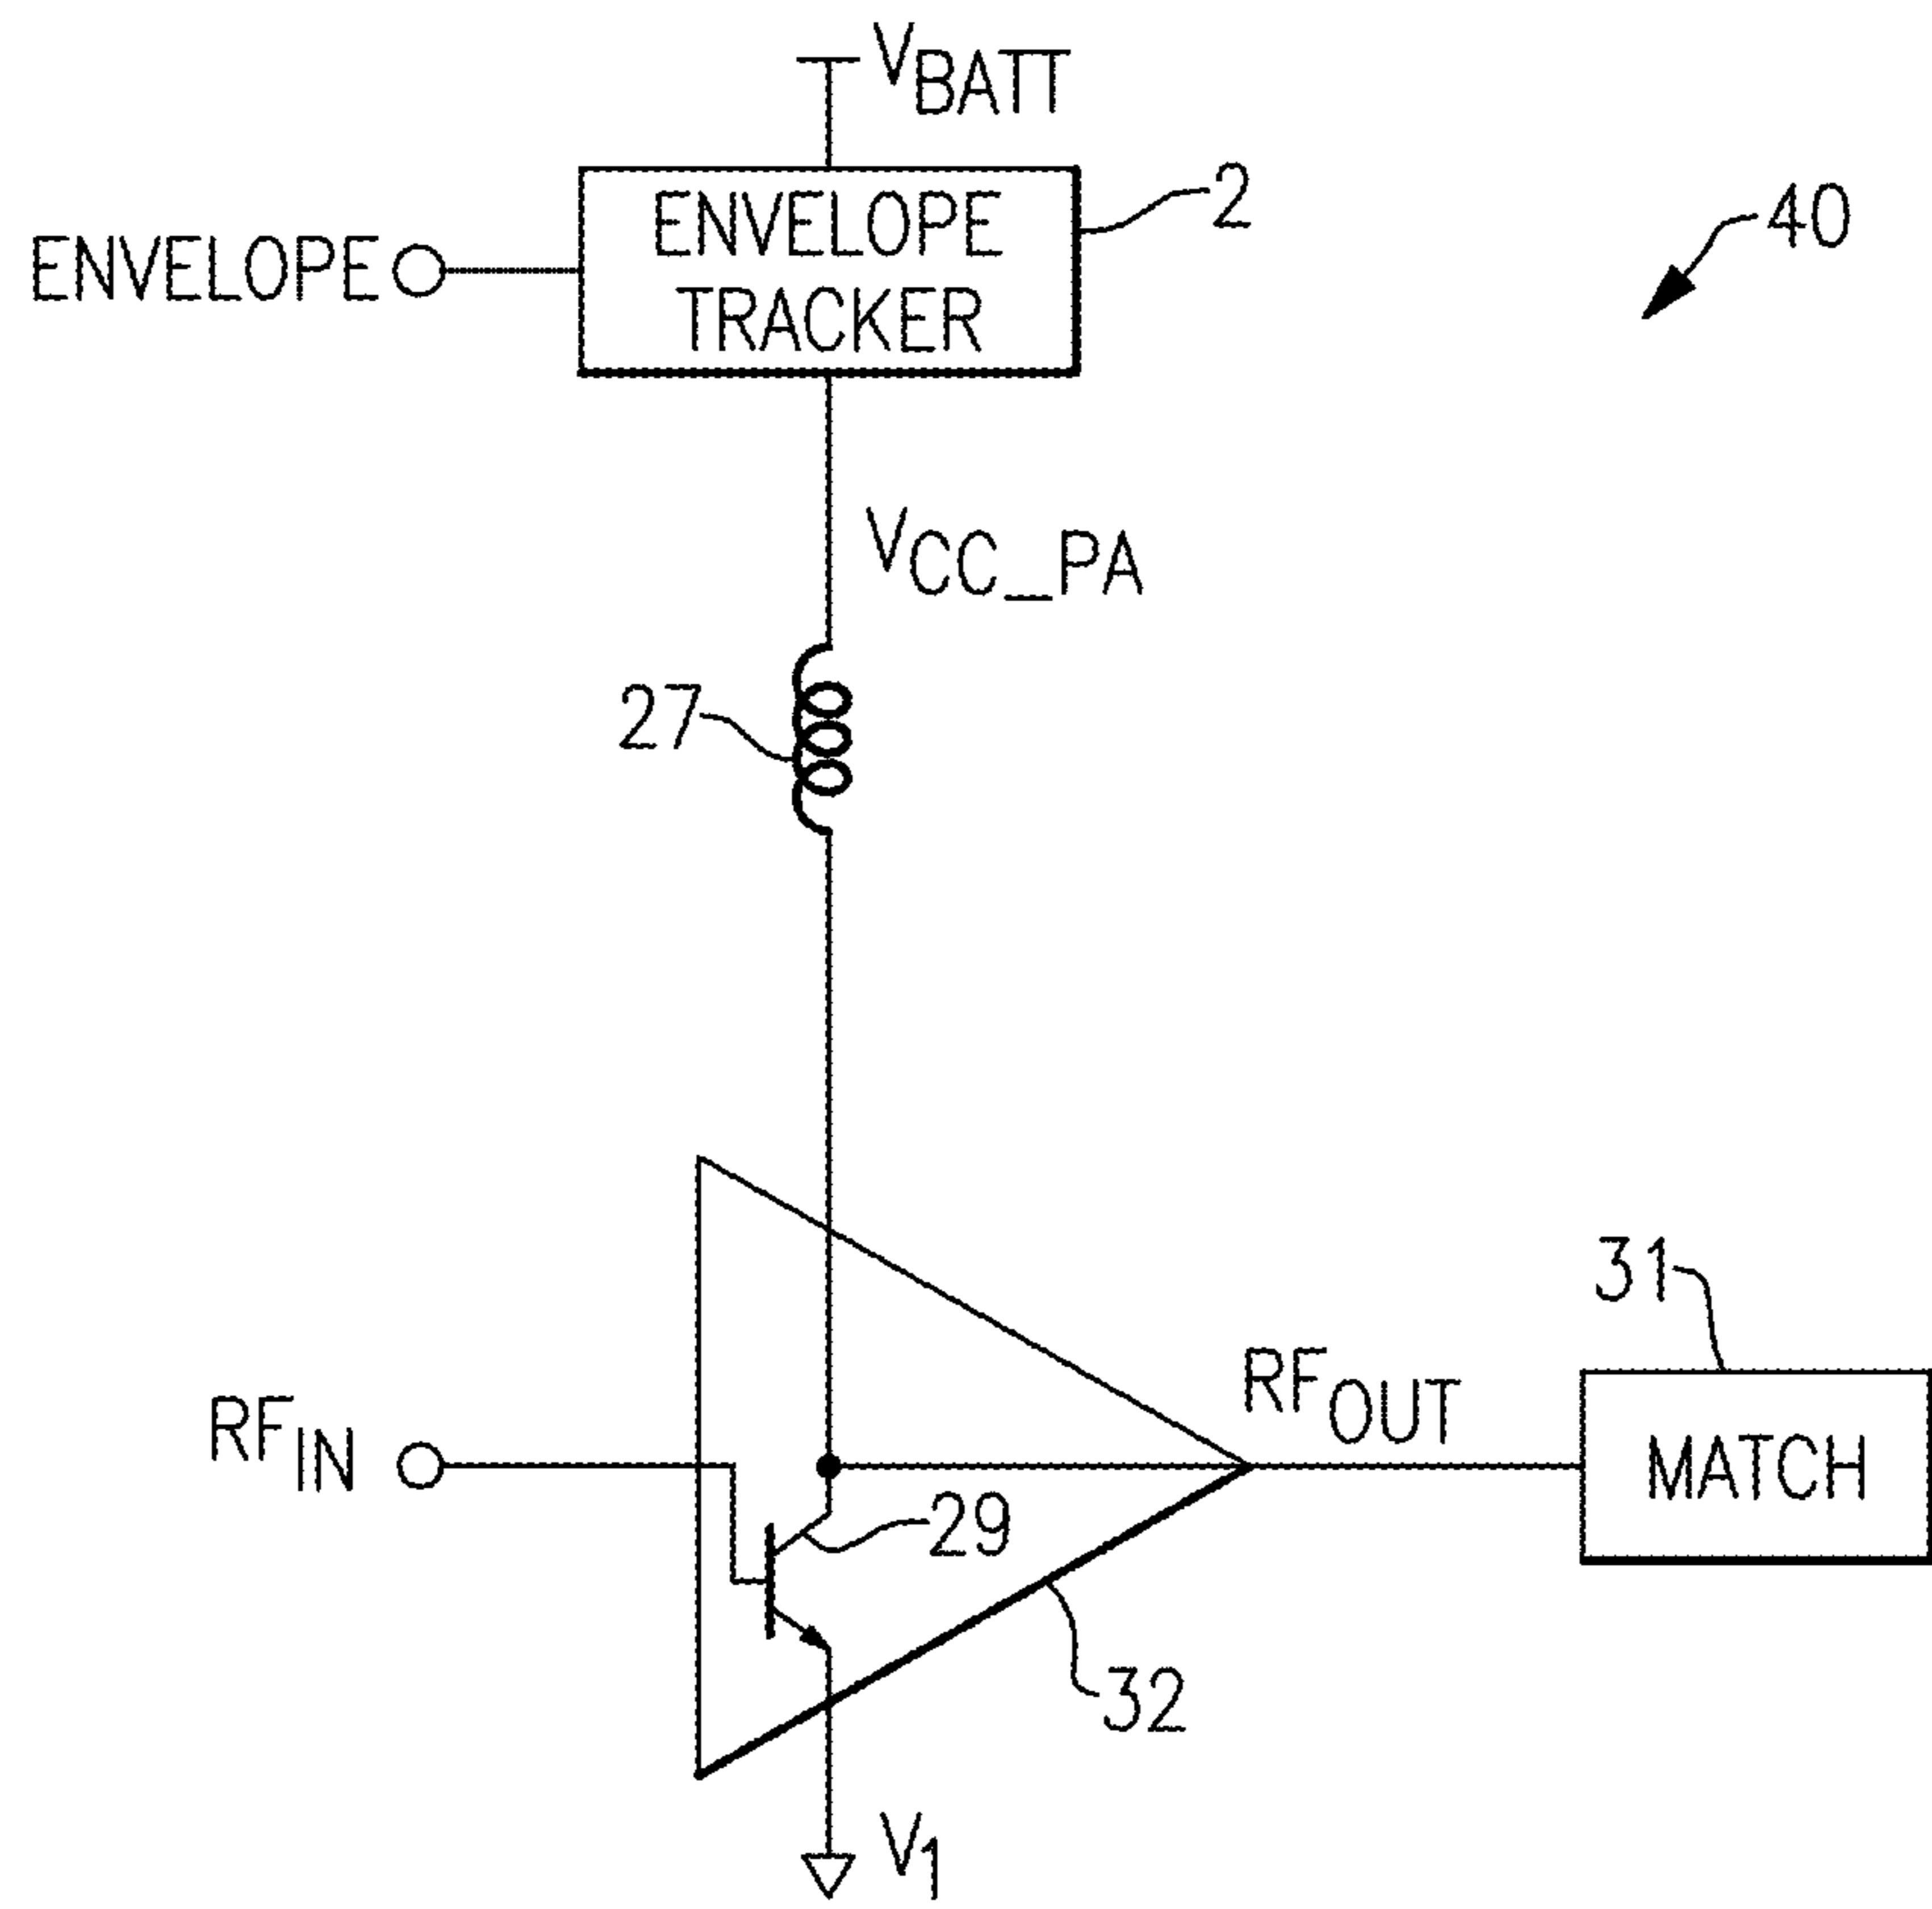 VBATT
2
40
ENVELOPE
ENVELOPE
TRACKER
VCC_PA
27
31
RFIN
RFOUT
MATCH
29
32
V1